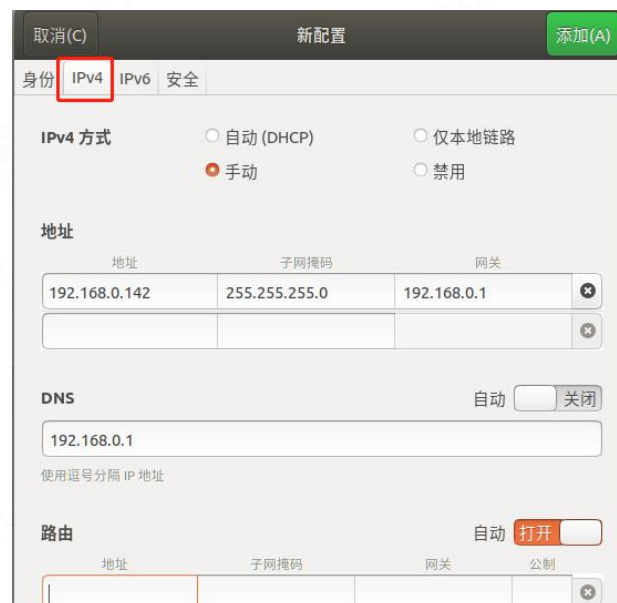 取消(C) 新配置 添加(A)
身份 IPv4 IPv6 安全
IPv4 方式 自动 (DHCP) 仅本地链路
手动 禁用
地址
地址 子网掩码 网关
192.168.0.142 255.255.255.0 192.168.0.1
DNS 自动 关闭
192.168.0.1
使用逗号分隔 IP 地址
路由 自动 打开
地址 子网掩码 网关 公制